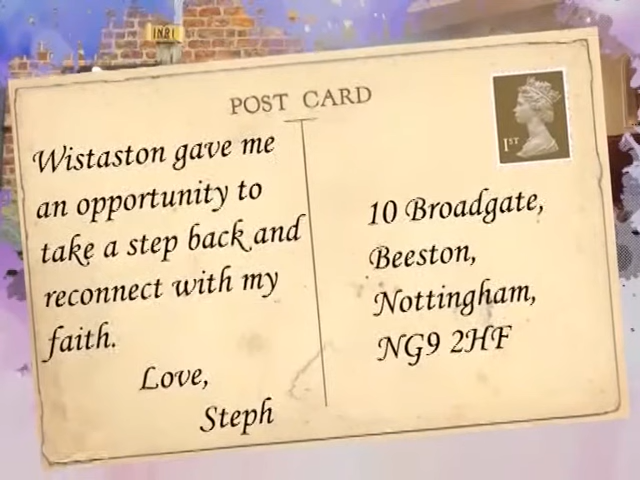 INRI
POST CARD
1ST
Wistaston gave me
an opportunity to
take a step back and
reconnect with my
faith.
Love,
Steph
10 Broadgate,
Beeston,
Nottingham,
NG9 2HF